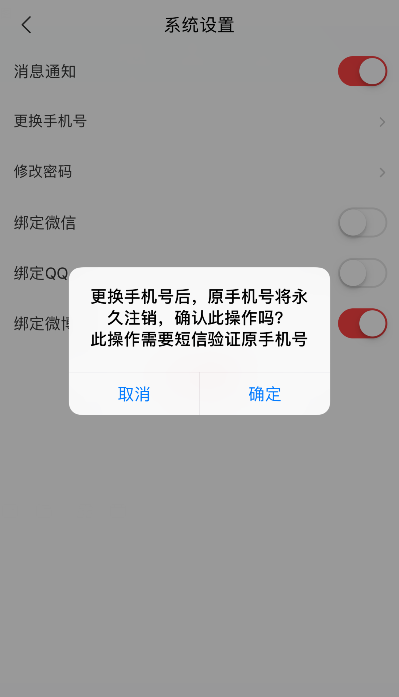 系统设置
消息通知
更换手机号
修改密码
绑定微信
绑定QQ
绑定微博
更换手机号后，原手机号将永
久注销，确认此操作吗？
此操作需要短信验证原手机号
取消
确定